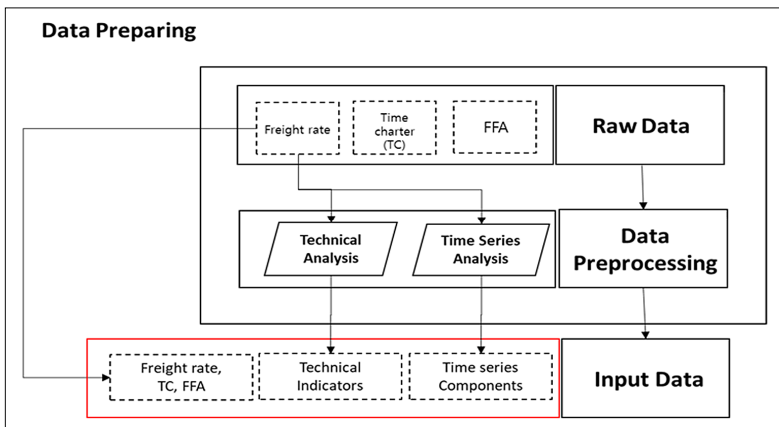 Data Preparing
Freight rate
Time
charter
(TC)
FFA
Raw Data
Technical
Analysis
Time Series
Analysis
Data
Preprocessing
Freight rate,
TC, FFA
Technical
Indicators
Time series
Components
Input Data